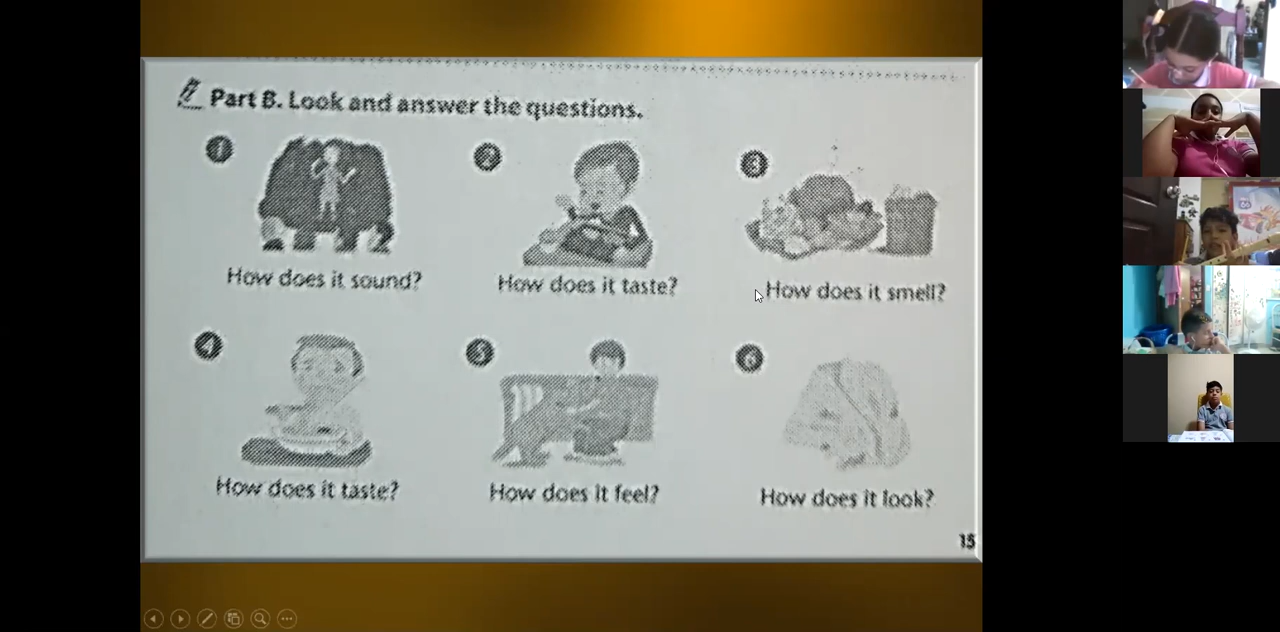 Part B. Look and answer the questions.
1
2
3
How does it sound?
How does it taste?
How does it smell?
4
5
6
How does it taste?
How does it feel?
How does it look?
15